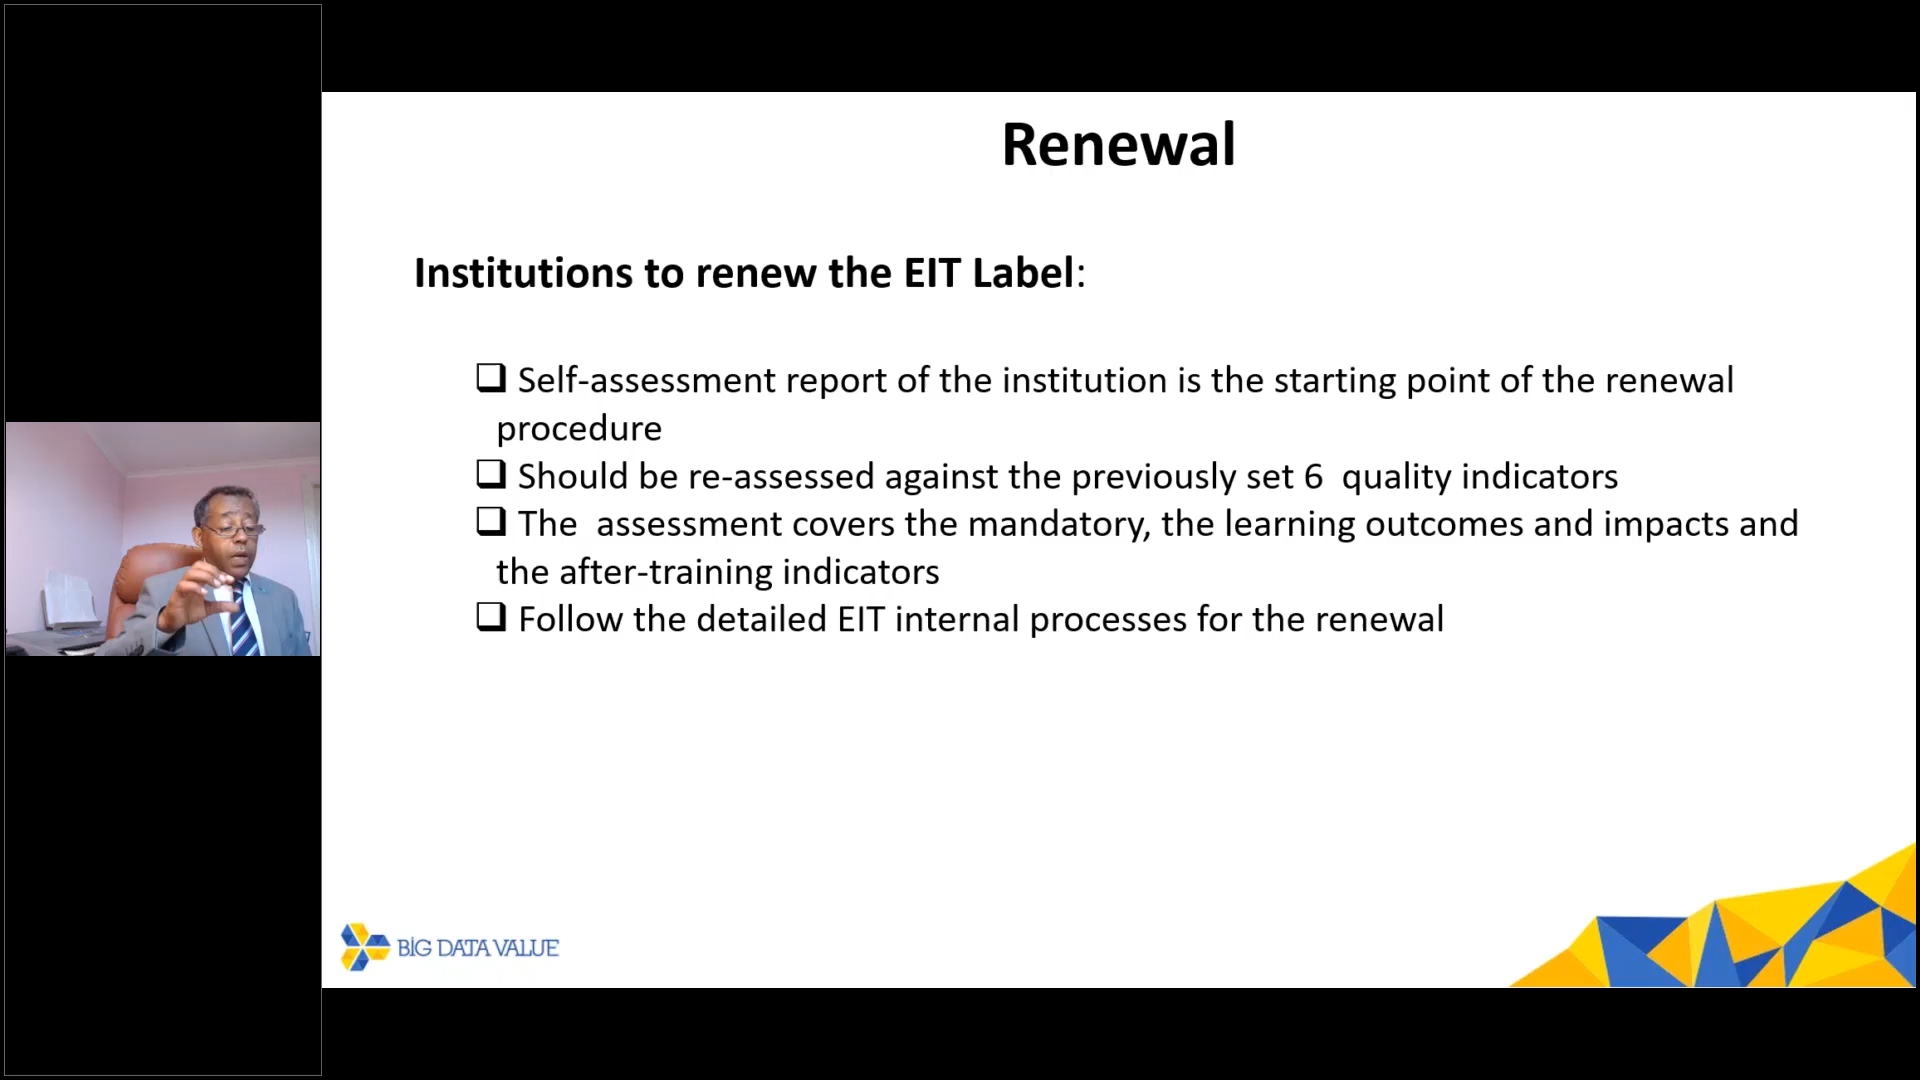 Renewal
Institutions to renew the EIT Label:
❑ Self-assessment report of the institution is the starting point of the renewal
procedure
❑ Should be re-assessed against the previously set 6  quality indicators
❑ The  assessment covers the mandatory, the learning outcomes and impacts and
the after-training indicators
❑ Follow the detailed EIT internal processes for the renewal
BIG DATA VALUE